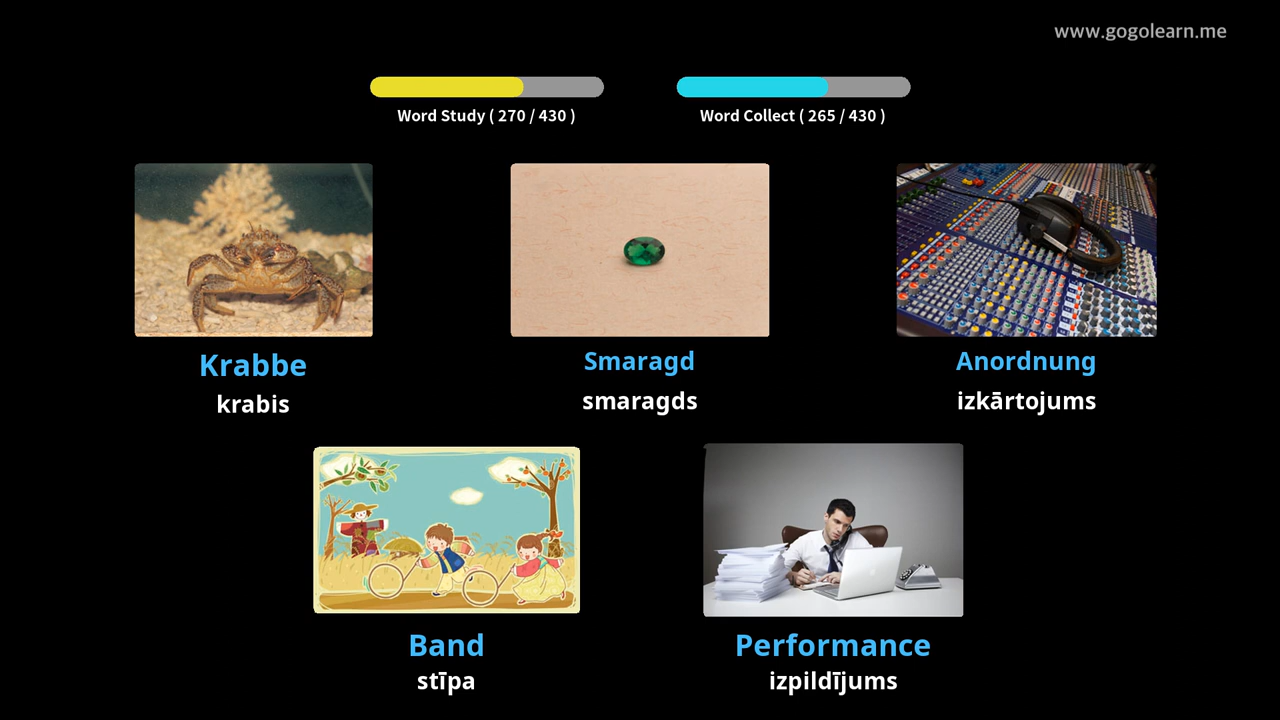 www.gogolearn.me
Word Study ( 270 / 430 )
Word Collect ( 265 / 430 )
Krabbe
krabis
Smaragd
smaragds
Anordnung
izkārtojums
Band
stīpa
Performance
izpildījums